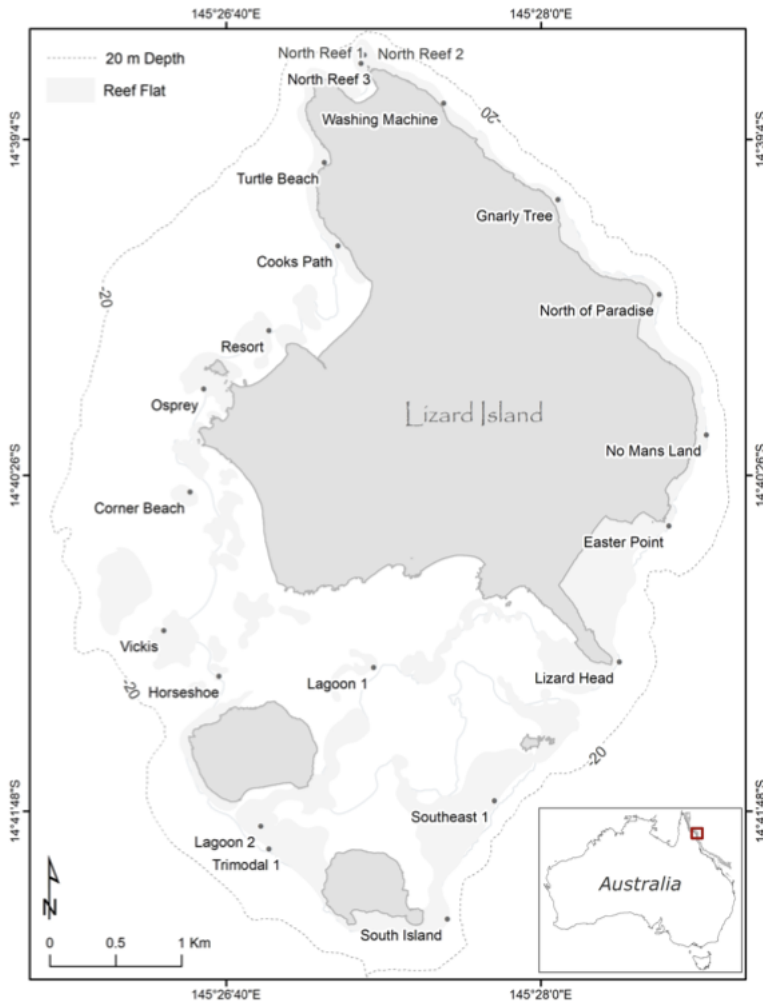 145°26'40"E
145°28'0"E
20 m Depth
Reef Flat
North Reef 1
North Reef 2
North Reef 3
Washing Machine
-20
14°39'4"S
14°39'4"S
Turtle Beach
Gnarly Tree
Cooks Path
-20
North of Paradise
Resort
Osprey
Lizard Island
No Mans Land
14°40'26"S
14°40'26"S
Corner Beach
Easter Point
Vickis
Lagoon 1
Lizard Head
Horseshoe
-20
-20
14°41'48"S
14°41'48"S
Southeast 1
Lagoon 2
Trimodal 1
Australia
N
South Island
0
0.5
1 Km
145°26'40"E
145°28'0"E